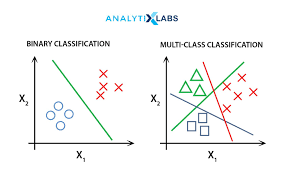 ANALYTIXLABS
BINARY CLASSIFICATION
MULTI-CLASS CLASSIFICATION
X2
X1
X2
X1